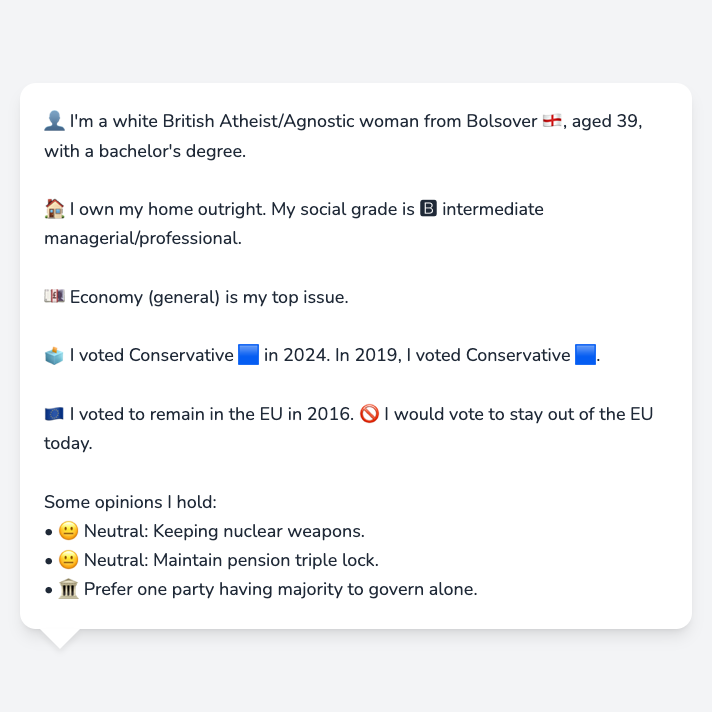 👤 I'm a white British Atheist/Agnostic woman from Bolsover 🏴󠁧󠁢󠁥󠁮󠁧󠁿, aged 39,
with a bachelor's degree.
🏠 I own my home outright. My social grade is 🅱 intermediate
managerial/professional.
💷 Economy (general) is my top issue.
🗳️ I voted Conservative 🟦 in 2024. In 2019, I voted Conservative 🟦.
🇪🇺 I voted to remain in the EU in 2016. 🚫 I would vote to stay out of the EU
today.
Some opinions I hold:
• 😐 Neutral: Keeping nuclear weapons.
• 😐 Neutral: Maintain pension triple lock.
• 🏛️ Prefer one party having majority to govern alone.